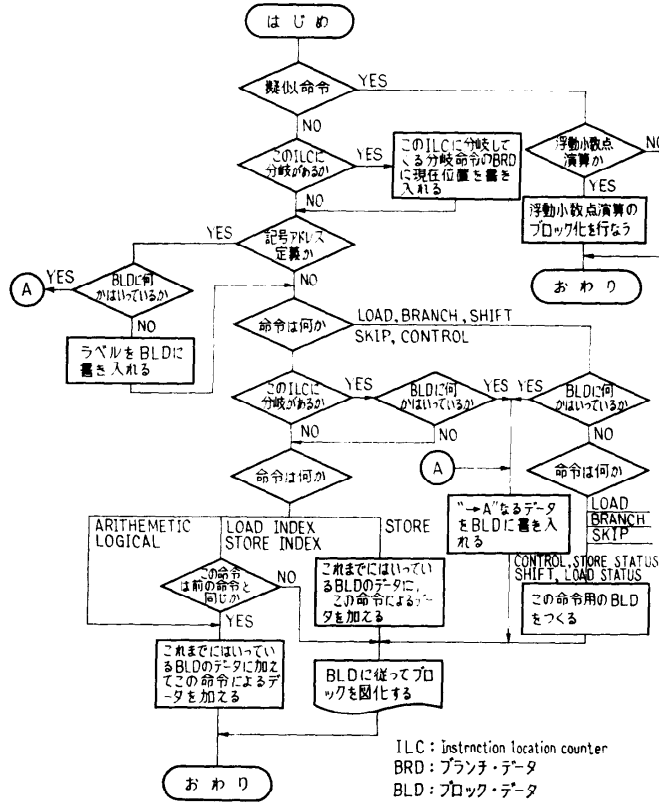 はじめ
擬似命令
YES
NO
このILCに
分岐があるか
YES
NO
このILCに分岐して
くる分岐命令のBRD
に現在位置を書き
入れる
浮動小数点
演算か
NO
YES
浮動小数点演算の
ブロック化を行なう
おわり
記号アドレス
定義か
YES
NO
A
YES
BLDに何
かはいっているか
NO
ラベルをBLDに
書き入れる
命令は何か
LOAD, BRANCH, SHIFT
SKIP, CONTROL
このILCに
分岐があるか
YES
NO
BLDに何
かはいっているか
YES
NO
YES
BLDに何
かはいっているか
NO
命令は何か
A
命令は何か
LOAD
BRANCH
SKIP
"→A"なるデータ
をBLDに書き入
れる
ARITHEMETIC
LOGICAL
LOAD INDEX
STORE INDEX
STORE
CONTROL, STORE STATUS
SHIFT, LOAD STATUS
この命令
は前の命令と
同じか
NO
YES
これまでにはいってい
るBLDのデータに,
この命令によるデー
タを加える
この命令用のBLD
をつくる
これまでにはいってい
るBLDのデータに加え
てこの命令によるデ
ータを加える
BLDに従ってブロ
ックを図化する
おわり
ILC : Instrnction location counter
BRD : ブランチ・データ
BLD : ブロック・データ